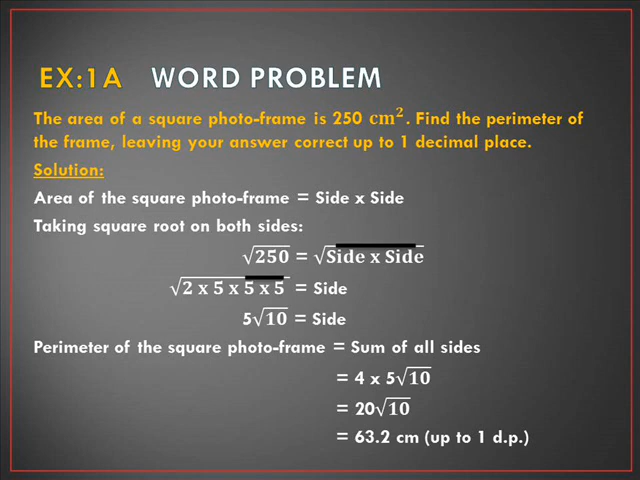 EX:1A WORD PROBLEM
The area of a square photo-frame is 250 cm². Find the perimeter of
the frame, leaving your answer correct up to 1 decimal place.
Solution:
Area of the square photo-frame = Side x Side
Taking square root on both sides:
√250 = √Side x Side
√2 x 5 x 5 x 5 = Side
5√10 = Side
Perimeter of the square photo-frame = Sum of all sides
= 4 x 5√10
= 20√10
= 63.2 cm (up to 1 d.p.)